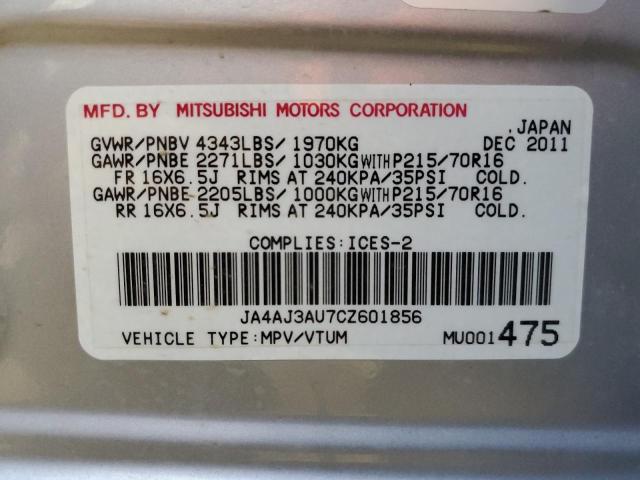 MFD. BY MITSUBISHI MOTORS CORPORATION
, JAPAN
GVWR/PNBV 4343LBS/ 1970KG DEC 2011
GAWR/PNBE 2271LBS/ 1030KG WITH P215/70R16
FR 16X6.5J RIMS AT 240KPA/35PSI COLD.
GAWR/PNBE 2205LBS/ 1000KG WITH P215/70R16
RR 16X6.5J RIMS AT 240KPA/35PSI COLD.
COMPLIES:ICES-2
JA4AJ3AU7CZ601856
VEHICLE TYPE:MPV/VTUM MU001475